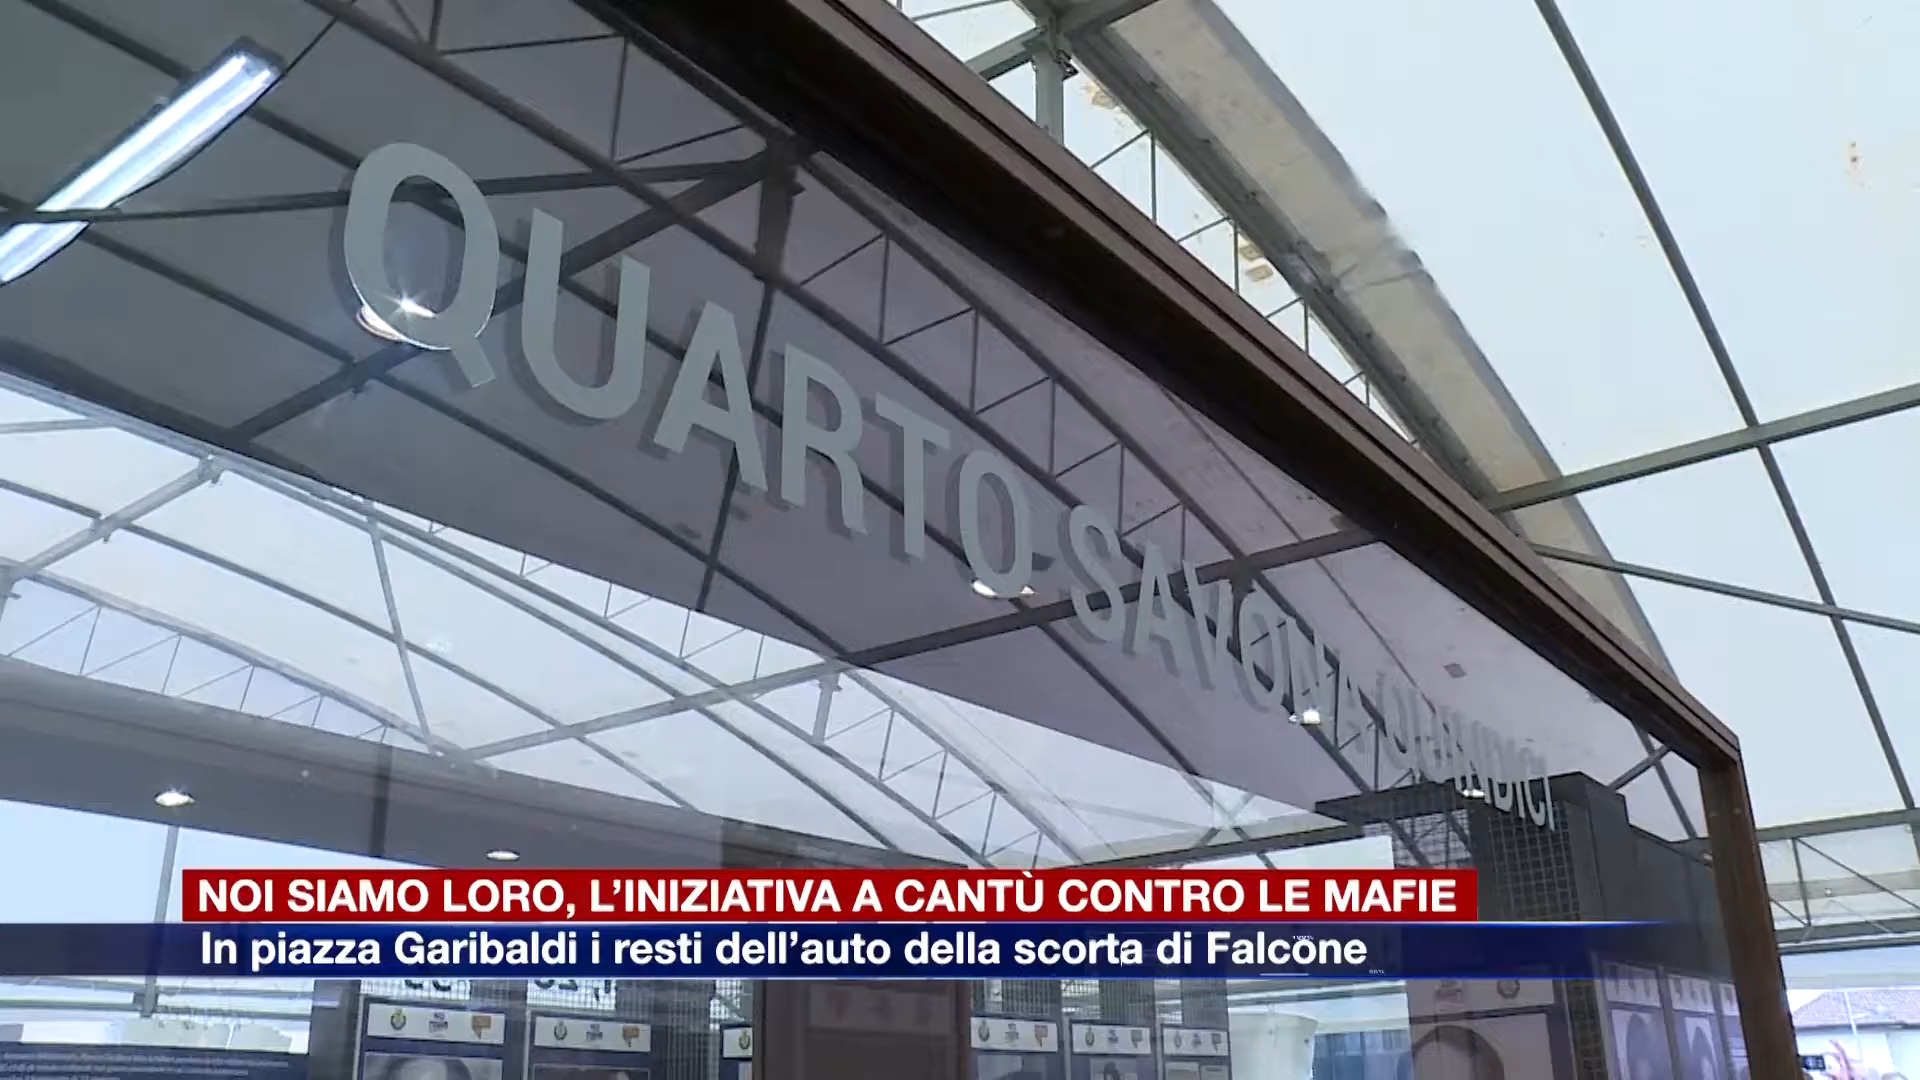 QUARTO SAVONA QUINDICI
NOI SIAMO LORO, L'INIZIATIVA A CANTÙ CONTRO LE MAFIE
In piazza Garibaldi i resti dell'auto della scorta di Falcone